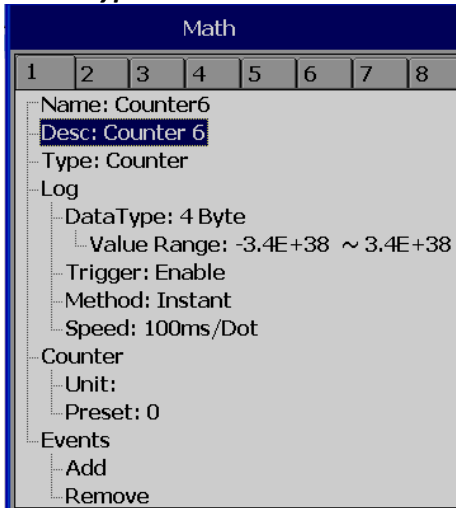 Math
1 2 3 4 5 6 7 8
Name: Counter6
Desc: Counter 6
Type: Counter
Log
DataType: 4 Byte
Value Range: -3.4E+38 ~ 3.4E+38
Trigger: Enable
Method: Instant
Speed: 100ms/Dot
Counter
Unit:
Preset: 0
Events
Add
Remove